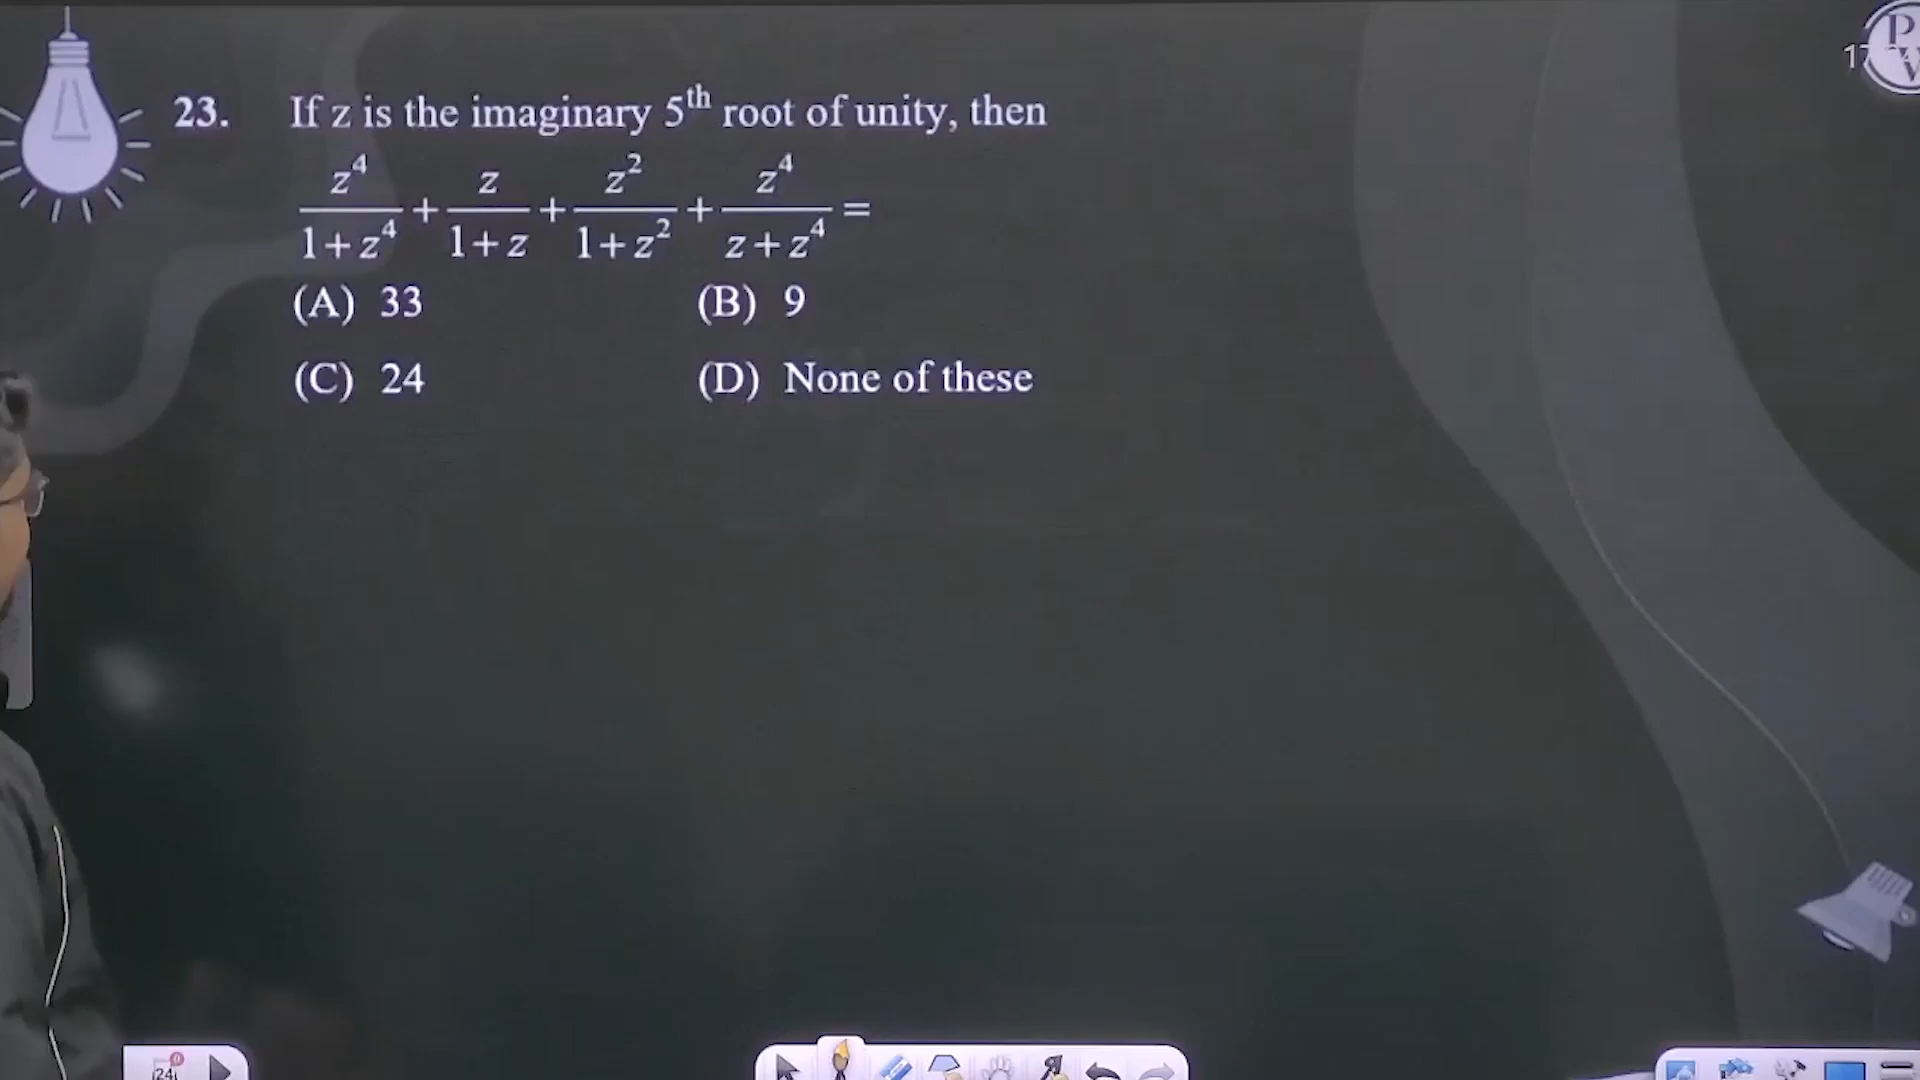 23. If z is the imaginary 5th root of unity, then
z^4/(1+z^4) + z/(1+z) + z^2/(1+z^2) + z^4/(z+z^4) =
(A) 33 (B) 9
(C) 24 (D) None of these